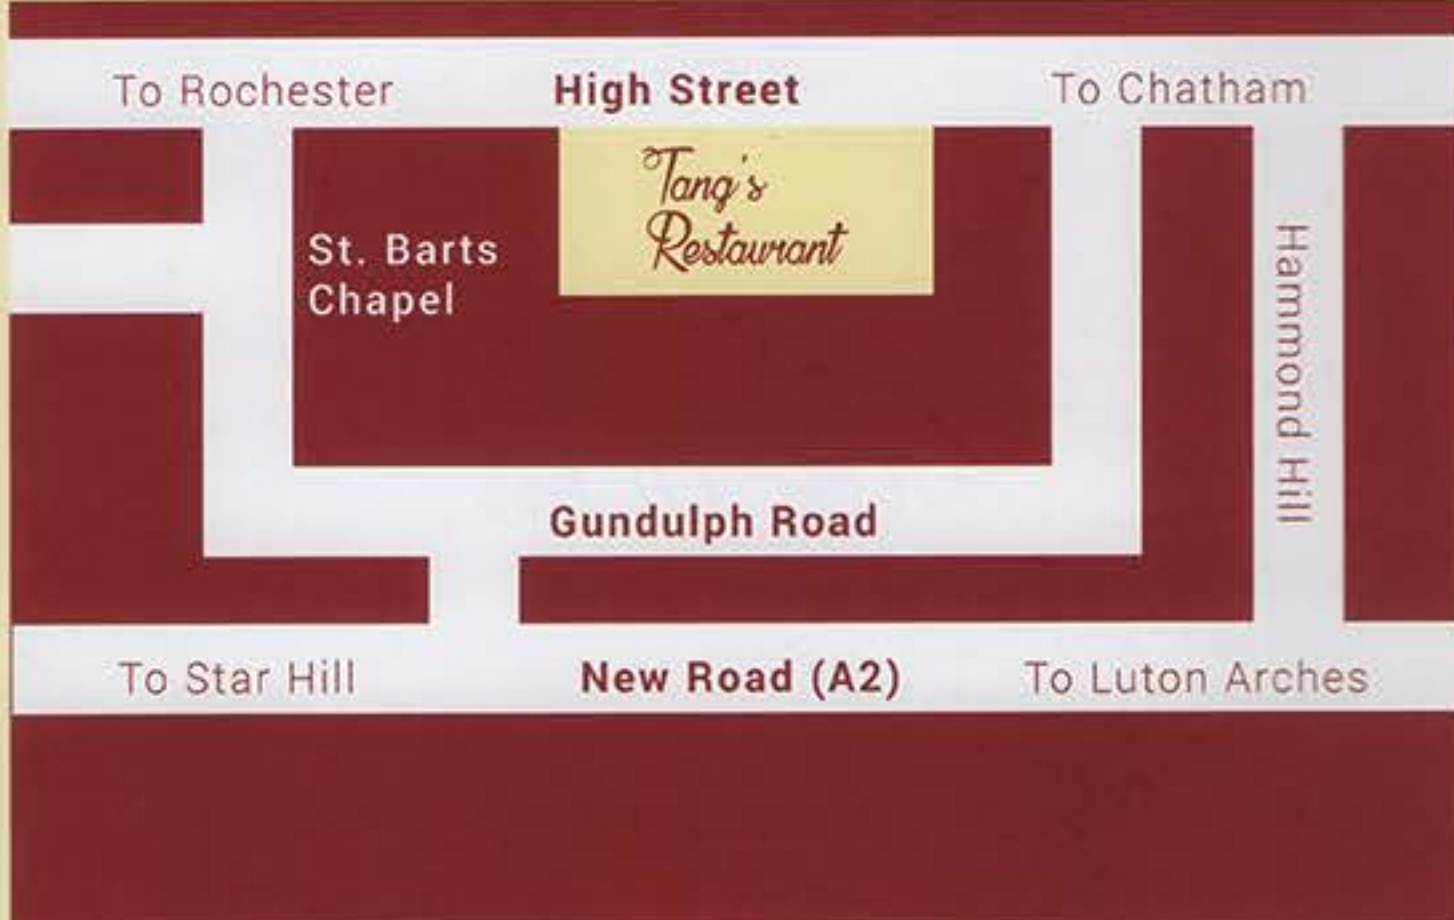 To Rochester
High Street
To Chatham
Tang's
Restaurant
St. Barts
Chapel
Hammond Hill
Gundulph Road
To Star Hill
New Road (A2)
To Luton Arches